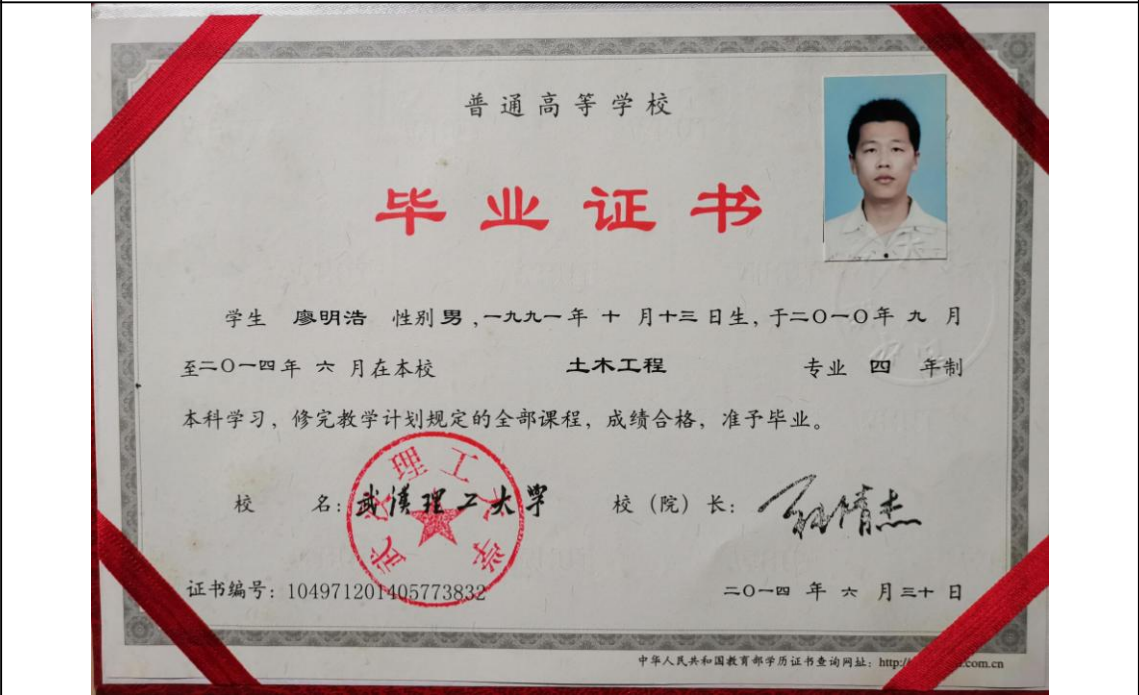 普通高等学校
毕业证书
学生 廖明浩 性别 男，一九九一年 十 月十三日生，于二〇一〇年 九 月
至二〇一四年 六 月在本校 土木工程 专业 四 年制
本科学习，修完教学计划规定的全部课程，成绩合格，准予毕业。
校 名：武汉理工大学 校（院）长：
武汉理工大学
证书编号：104971201405773832 二〇一四 年 六 月三十日
中华人民共和国教育部学历证书查询网址：http:// .com.cn